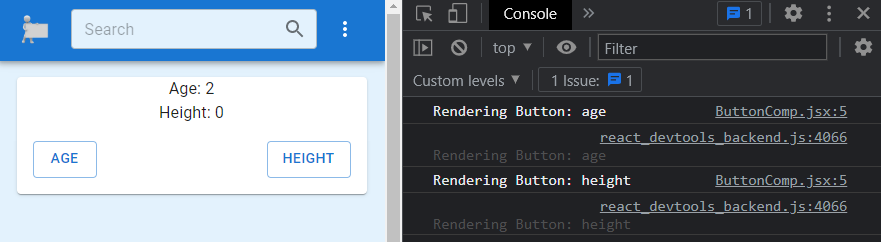 Search
Age: 2
Height: 0
AGE
HEIGHT
Console
1
top
Filter
Custom levels
1 Issue: 1
Rendering Button: age ButtonComp.jsx:5
react_devtools_backend.js:4066
Rendering Button: age
Rendering Button: height ButtonComp.jsx:5
react_devtools_backend.js:4066
Rendering Button: height